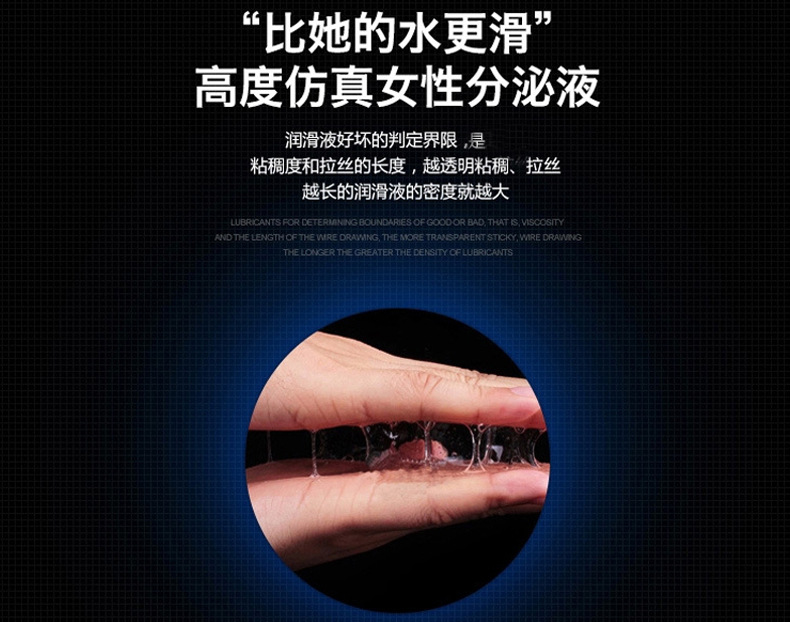 “比她的水更滑”
高度仿真女性分泌液
润滑液好坏的判定界限，是
粘稠度和拉丝的长度，越透明粘稠、拉丝
越长的润滑液的密度就越大
LUBRICANTS FOR DETERMINING BOUNDARIES OF GOOD OR BAD, THAT IS, VISCOSITY
AND THE LENGTH OF THE WIRE DRAWING, THE MORE TRANSPARENT STICKY, WIRE DRAWING
THE LONGER THE GREATER THE DENSITY OF LUBRICANTS